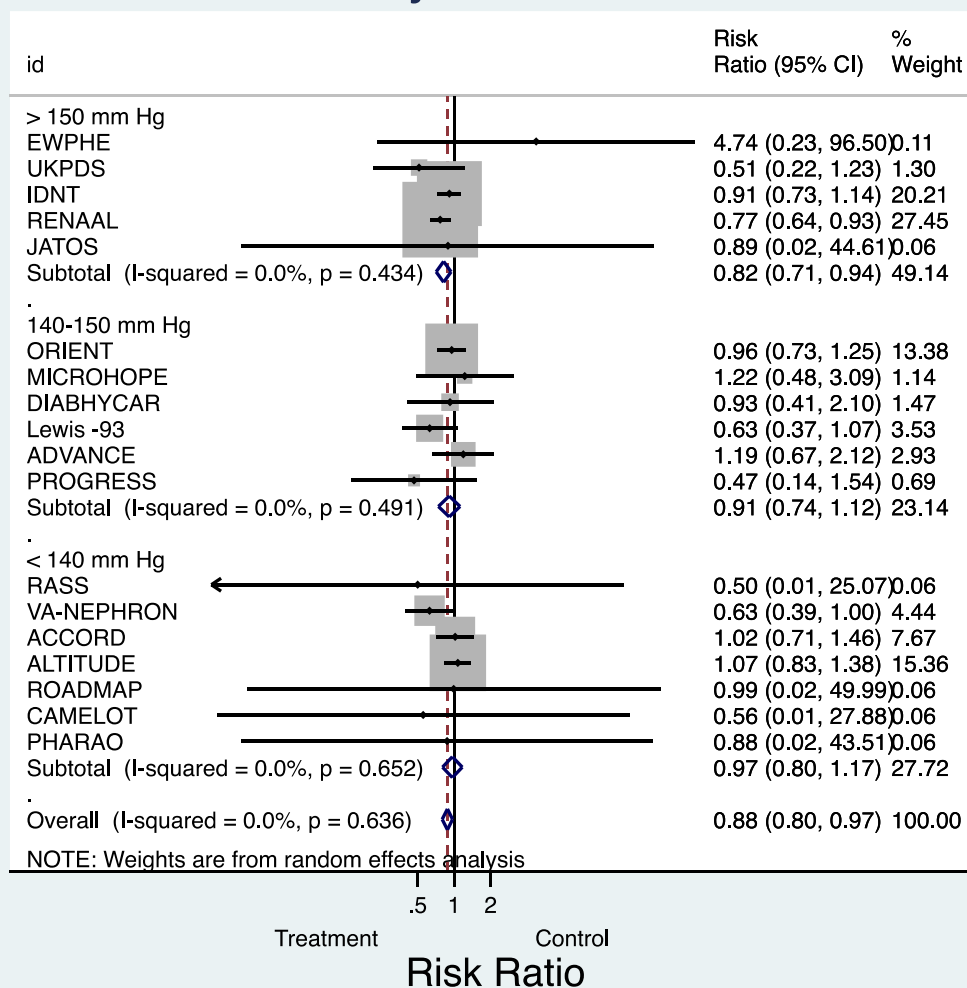 id Risk Ratio (95% CI) % Weight
> 150 mm Hg
EWPHE 4.74 (0.23, 96.50) 0.11
UKPDS 0.51 (0.22, 1.23) 1.30
IDNT 0.91 (0.73, 1.14) 20.21
RENAAL 0.77 (0.64, 0.93) 27.45
JATOS 0.89 (0.02, 44.61) 0.06
Subtotal (I-squared = 0.0%, p = 0.434) 0.82 (0.71, 0.94) 49.14
.
140-150 mm Hg
ORIENT 0.96 (0.73, 1.25) 13.38
MICROHOPE 1.22 (0.48, 3.09) 1.14
DIABHYCAR 0.93 (0.41, 2.10) 1.47
Lewis -93 0.63 (0.37, 1.07) 3.53
ADVANCE 1.19 (0.67, 2.12) 2.93
PROGRESS 0.47 (0.14, 1.54) 0.69
Subtotal (I-squared = 0.0%, p = 0.491) 0.91 (0.74, 1.12) 23.14
.
< 140 mm Hg
RASS 0.50 (0.01, 25.07) 0.06
VA-NEPHRON 0.63 (0.39, 1.00) 4.44
ACCORD 1.02 (0.71, 1.46) 7.67
ALTITUDE 1.07 (0.83, 1.38) 15.36
ROADMAP 0.99 (0.02, 49.99) 0.06
CAMELOT 0.56 (0.01, 27.88) 0.06
PHARAO 0.88 (0.02, 43.51) 0.06
Subtotal (I-squared = 0.0%, p = 0.652) 0.97 (0.80, 1.17) 27.72
.
Overall (I-squared = 0.0%, p = 0.636) 0.88 (0.80, 0.97) 100.00
NOTE: Weights are from random effects analysis
.5 1 2
Treatment Control
Risk Ratio